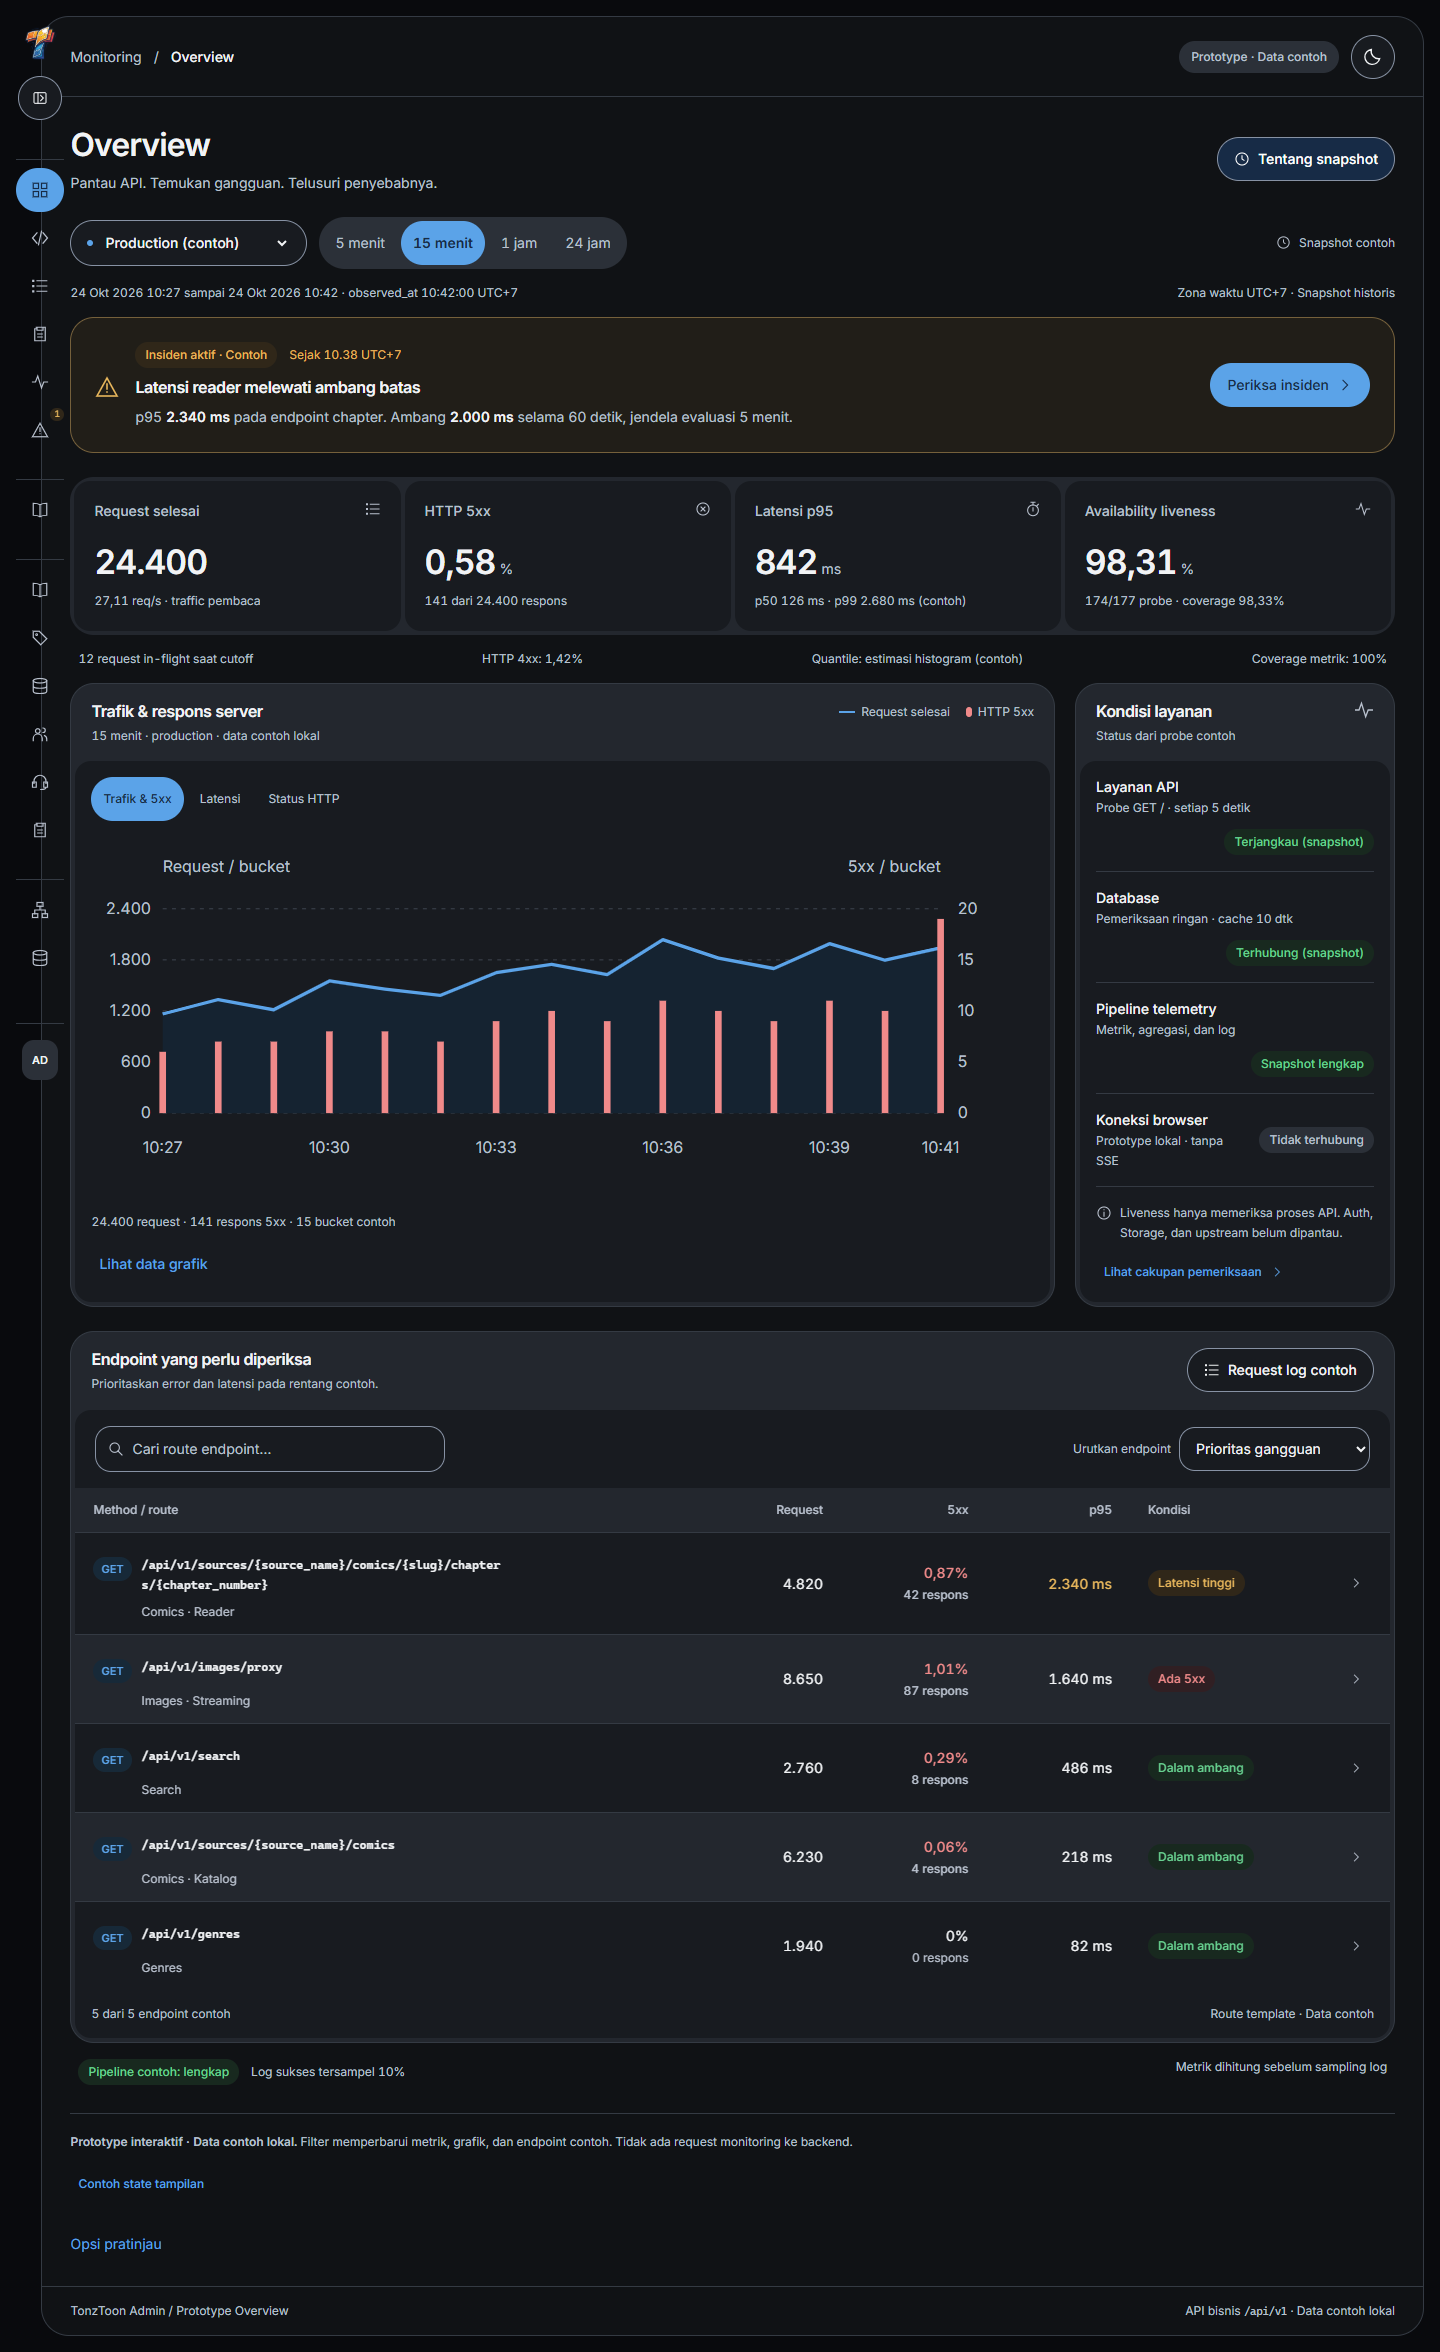 Monitoring / Overview
Prototype · Data contoh
Overview
Pantau API. Temukan gangguan. Telusuri penyebabnya.
Tentang snapshot
Production (contoh)
5 menit
15 menit
1 jam
24 jam
Snapshot contoh
24 Okt 2026 10:27 sampai 24 Okt 2026 10:42 · observed_at 10:42:00 UTC+7
Zona waktu UTC+7 · Snapshot historis
Insiden aktif · Contoh
Sejak 10.38 UTC+7
Latensi reader melewati ambang batas
p95 2.340 ms pada endpoint chapter. Ambang 2.000 ms selama 60 detik, jendela evaluasi 5 menit.
Periksa insiden
1
Request selesai
24.400
27,11 req/s · traffic pembaca
HTTP 5xx
0,58 %
141 dari 24.400 respons
Latensi p95
842 ms
p50 126 ms · p99 2.680 ms (contoh)
Availability liveness
98,31 %
174/177 probe · coverage 98,33%
12 request in-flight saat cutoff
HTTP 4xx: 1,42%
Quantile: estimasi histogram (contoh)
Coverage metrik: 100%
Trafik & respons server
15 menit · production · data contoh lokal
Request selesai
HTTP 5xx
Trafik & 5xx
Latensi
Status HTTP
Request / bucket
5xx / bucket
2.400
20
1.800
15
1.200
10
600
5
0
0
10:27
10:30
10:33
10:36
10:39
10:41
24.400 request · 141 respons 5xx · 15 bucket contoh
Lihat data grafik
Kondisi layanan
Status dari probe contoh
Layanan API
Probe GET / · setiap 5 detik
Terjangkau (snapshot)
Database
Pemeriksaan ringan · cache 10 dtk
Terhubung (snapshot)
Pipeline telemetry
Metrik, agregasi, dan log
Snapshot lengkap
Koneksi browser
Prototype lokal · tanpa
SSE
Tidak terhubung
Liveness hanya memeriksa proses API. Auth,
Storage, dan upstream belum dipantau.
Lihat cakupan pemeriksaan
AD
Endpoint yang perlu diperiksa
Prioritaskan error dan latensi pada rentang contoh.
Request log contoh
Cari route endpoint...
Urutkan endpoint
Prioritas gangguan
Method / route
Request
5xx
p95
Kondisi
GET
/api/v1/sources/{source_name}/comics/{slug}/chapter
s/{chapter_number}
Comics · Reader
4.820
0,87%
42 respons
2.340 ms
Latensi tinggi
GET
/api/v1/images/proxy
Images · Streaming
8.650
1,01%
87 respons
1.640 ms
Ada 5xx
GET
/api/v1/search
Search
2.760
0,29%
8 respons
486 ms
Dalam ambang
GET
/api/v1/sources/{source_name}/comics
Comics · Katalog
6.230
0,06%
4 respons
218 ms
Dalam ambang
GET
/api/v1/genres
Genres
1.940
0%
0 respons
82 ms
Dalam ambang
5 dari 5 endpoint contoh
Route template · Data contoh
Pipeline contoh: lengkap
Log sukses tersampel 10%
Metrik dihitung sebelum sampling log
Prototype interaktif · Data contoh lokal. Filter memperbarui metrik, grafik, dan endpoint contoh. Tidak ada request monitoring ke backend.
Contoh state tampilan
Opsi pratinjau
TonzToon Admin / Prototype Overview
API bisnis /api/v1 · Data contoh lokal